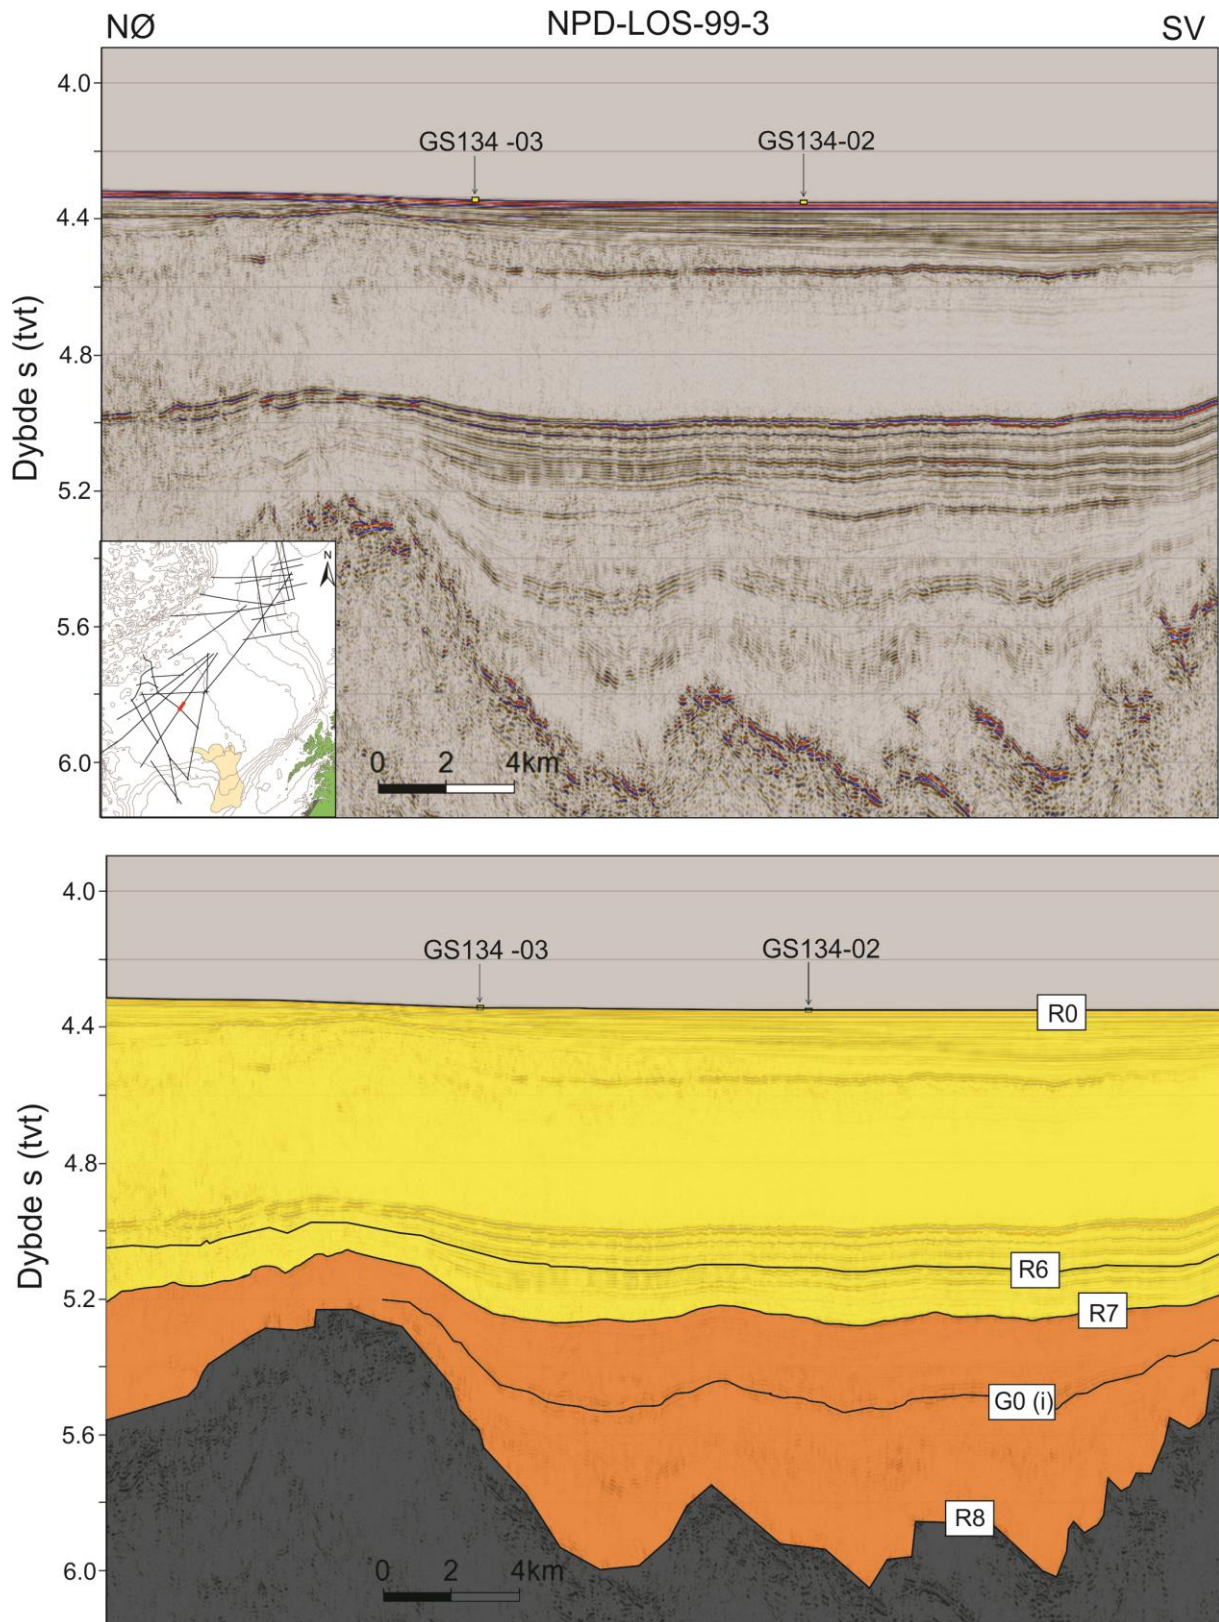 NØ NPD-LOS-99-3 SV
4.0
GS134 -03 GS134-02
4.4
4.8
Dybde s (tvt)
5.2
N
5.6
0 2 4km
6.0
4.0
GS134 -03 GS134-02
R0
4.4
4.8
Dybde s (tvt)
R6
5.2
R7
G0 (i)
5.6
R8
0 2 4km
6.0